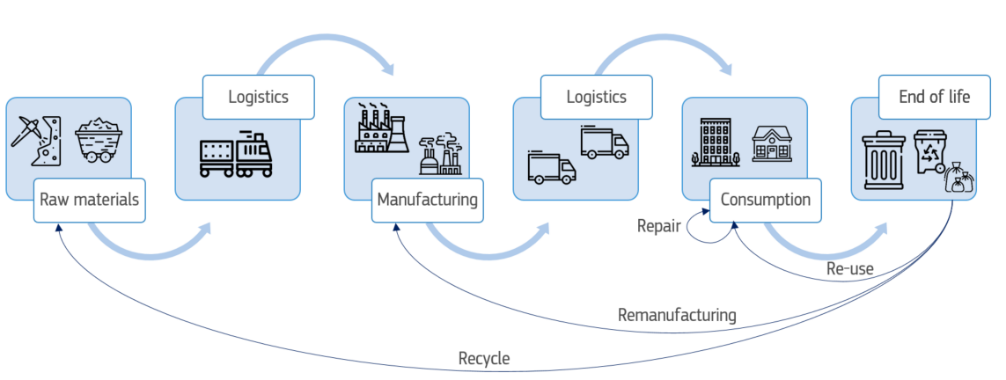 Logistics
Logistics
End of life
Raw materials
Manufacturing
Consumption
Repair
Re-use
Remanufacturing
Recycle